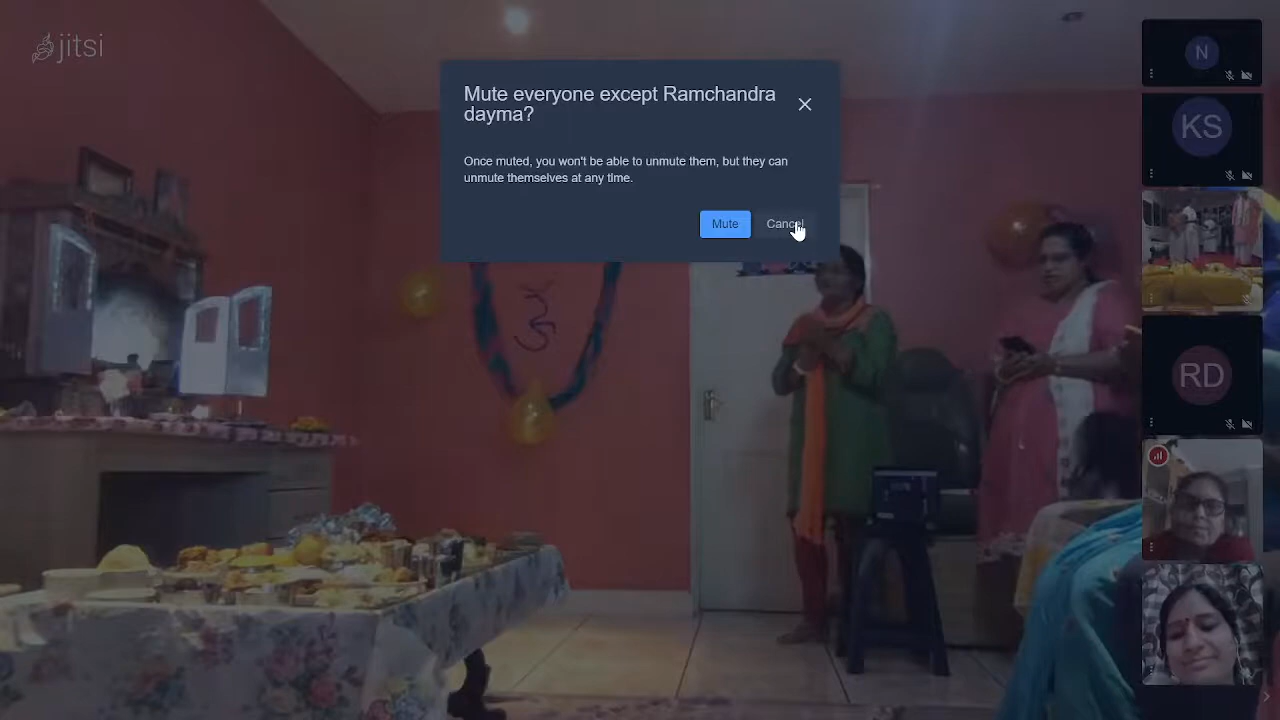 jitsi
Mute everyone except Ramchandra
dayma?
Once muted, you won't be able to unmute them, but they can
unmute themselves at any time.
Mute
Cancel
N
KS
RD
ॐ